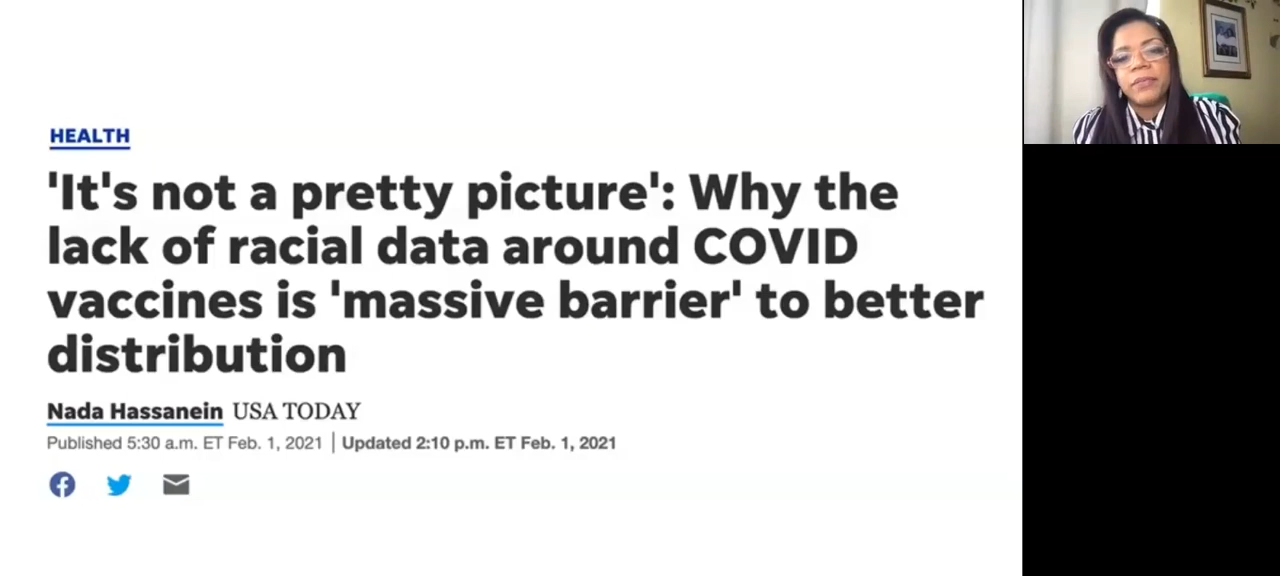 HEALTH
'It's not a pretty picture': Why the
lack of racial data around COVID
vaccines is 'massive barrier' to better
distribution
Nada Hassanein USA TODAY
Published 5:30 a.m. ET Feb. 1, 2021 | Updated 2:10 p.m. ET Feb. 1, 2021